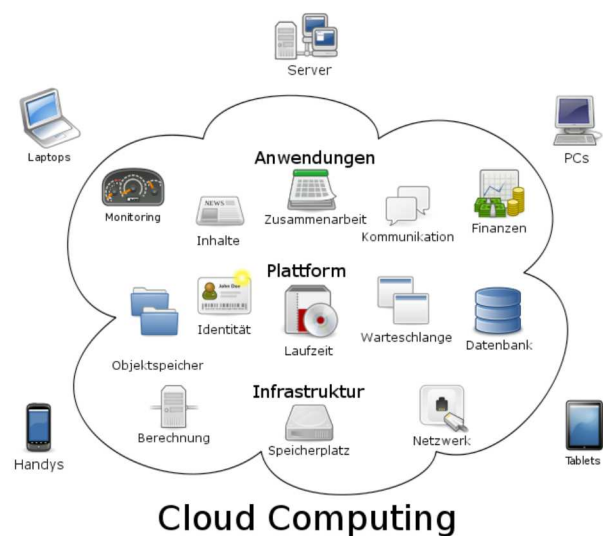 Server
Laptops
PCs
Anwendungen
Monitoring
NEWS
Inhalte
Zusammenarbeit
Kommunikation
Finanzen
Plattform
John Doe
Identität
Objektspeicher
Laufzeit
Warteschlange
Datenbank
Infrastruktur
Berechnung
Speicherplatz
Netzwerk
Handys
Tablets
Cloud Computing